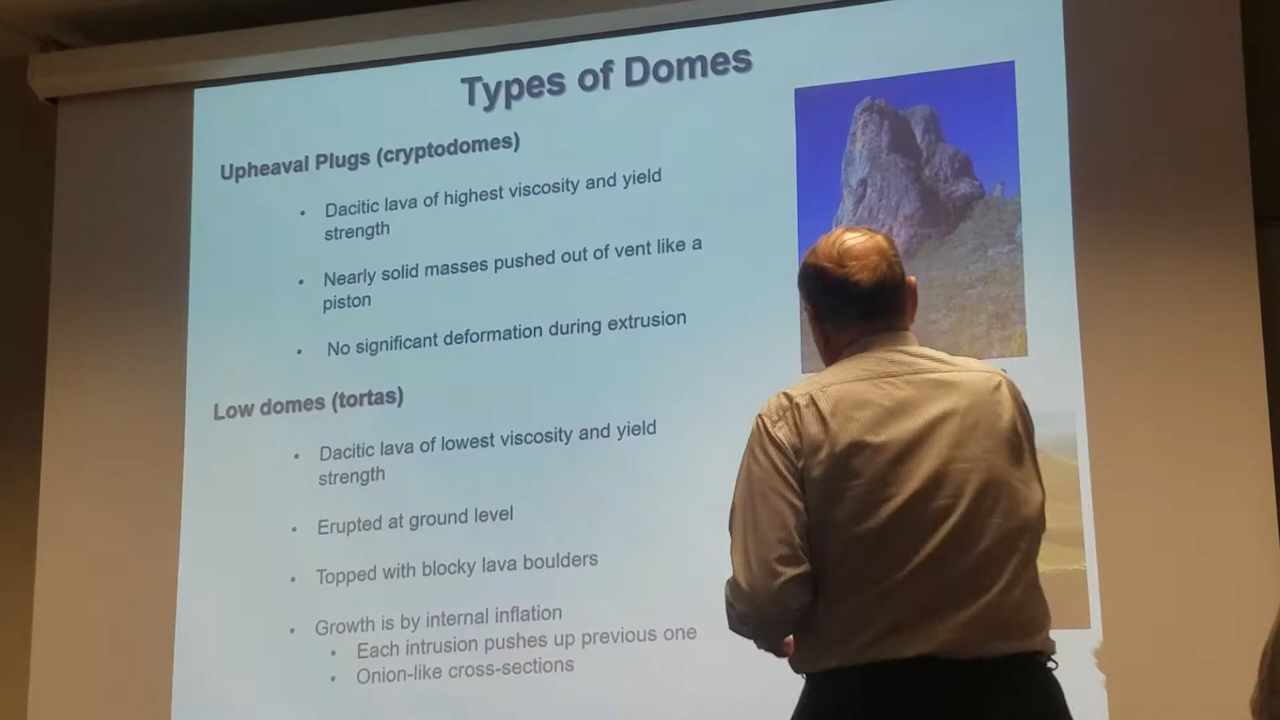 Types of Domes
Upheaval Plugs (cryptodomes)
• Dacitic lava of highest viscosity and yield
strength
• Nearly solid masses pushed out of vent like a
piston
• No significant deformation during extrusion
Low domes (tortas)
• Dacitic lava of lowest viscosity and yield
strength
• Erupted at ground level
• Topped with blocky lava boulders
• Growth is by internal inflation
• Each intrusion pushes up previous one
• Onion-like cross-sections